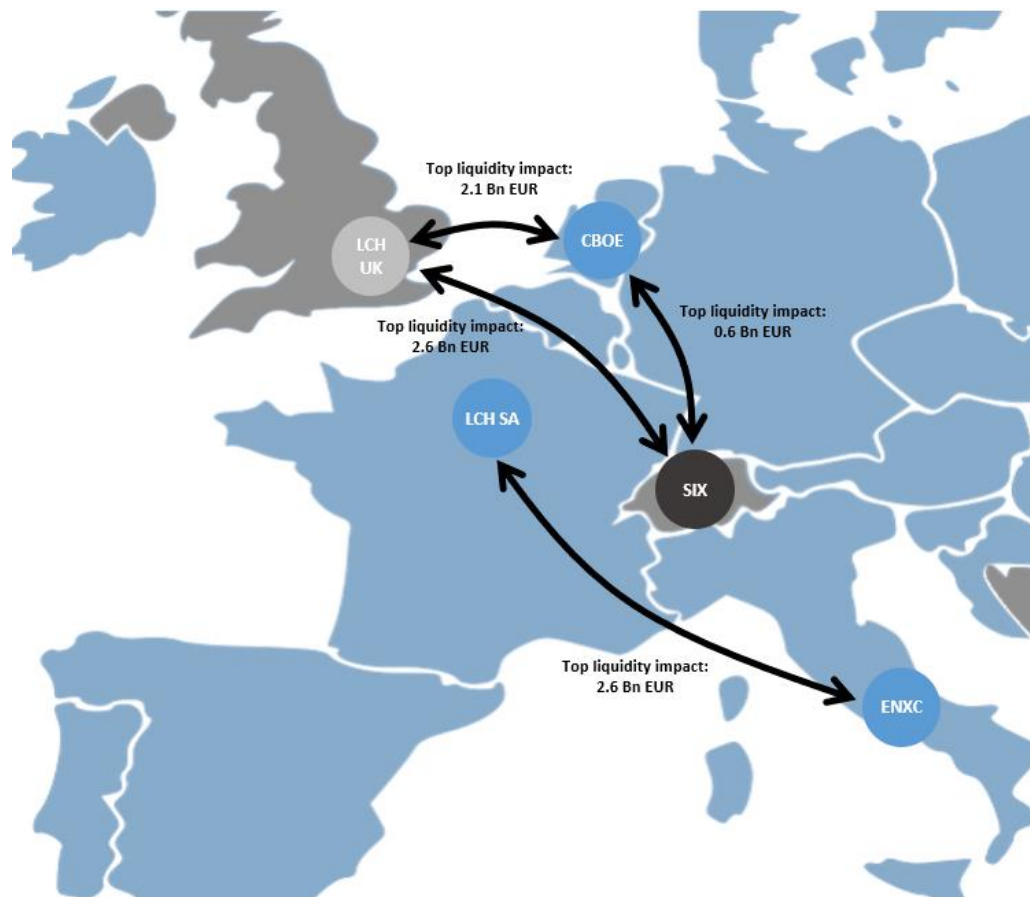 Top liquidity impact:
2.1 Bn EUR
LCH
UK
CBOE
Top liquidity impact:
2.6 Bn EUR
Top liquidity impact:
0.6 Bn EUR
LCH SA
SIX
Top liquidity impact:
2.6 Bn EUR
ENXC